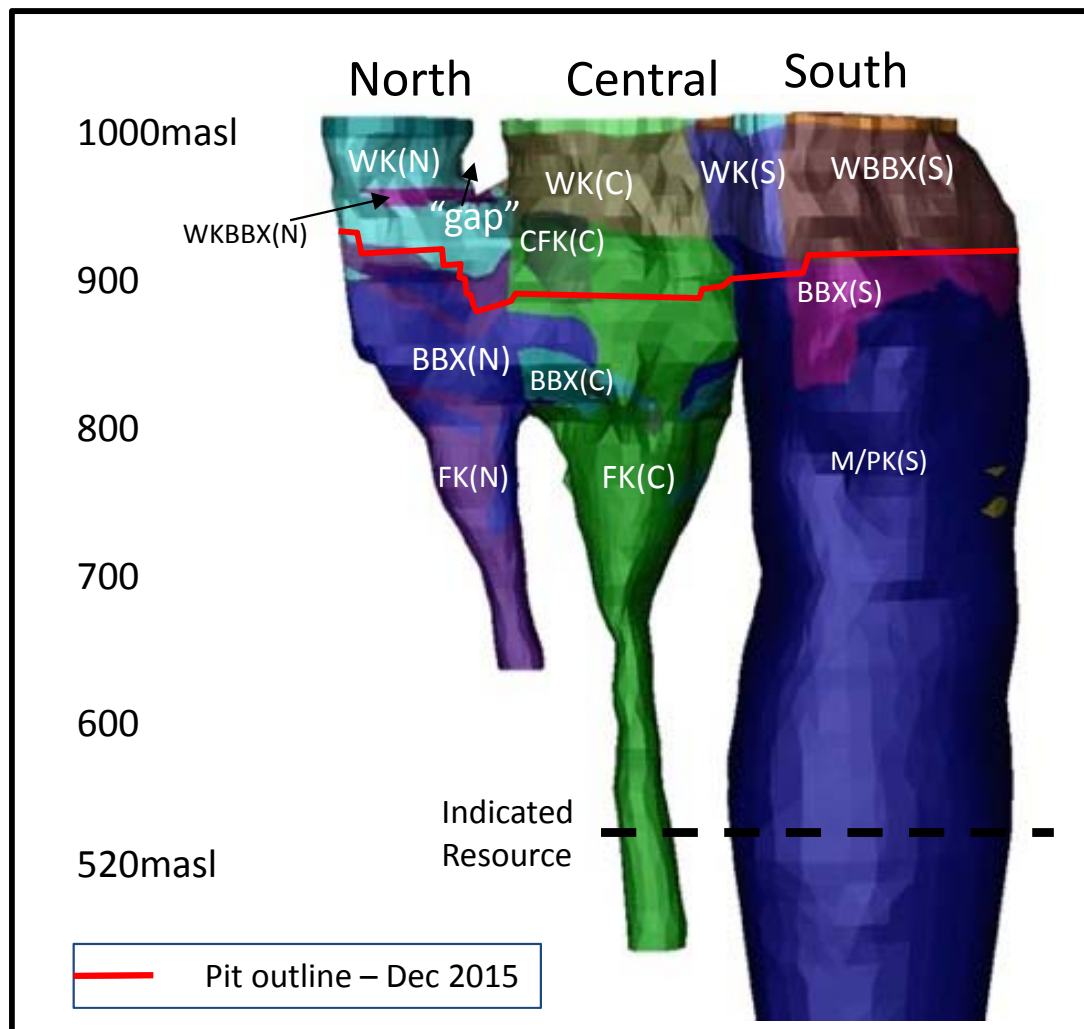 North Central South
1000masl
WK(N)
WK(C)
WK(S)
WBBX(S)
WKBBX(N)
“gap”
CFK(C)
900
BBX(S)
BBX(N)
BBX(C)
800
FK(N)
FK(C)
M/PK(S)
700
600
Indicated
Resource
520masl
Pit outline – Dec 2015